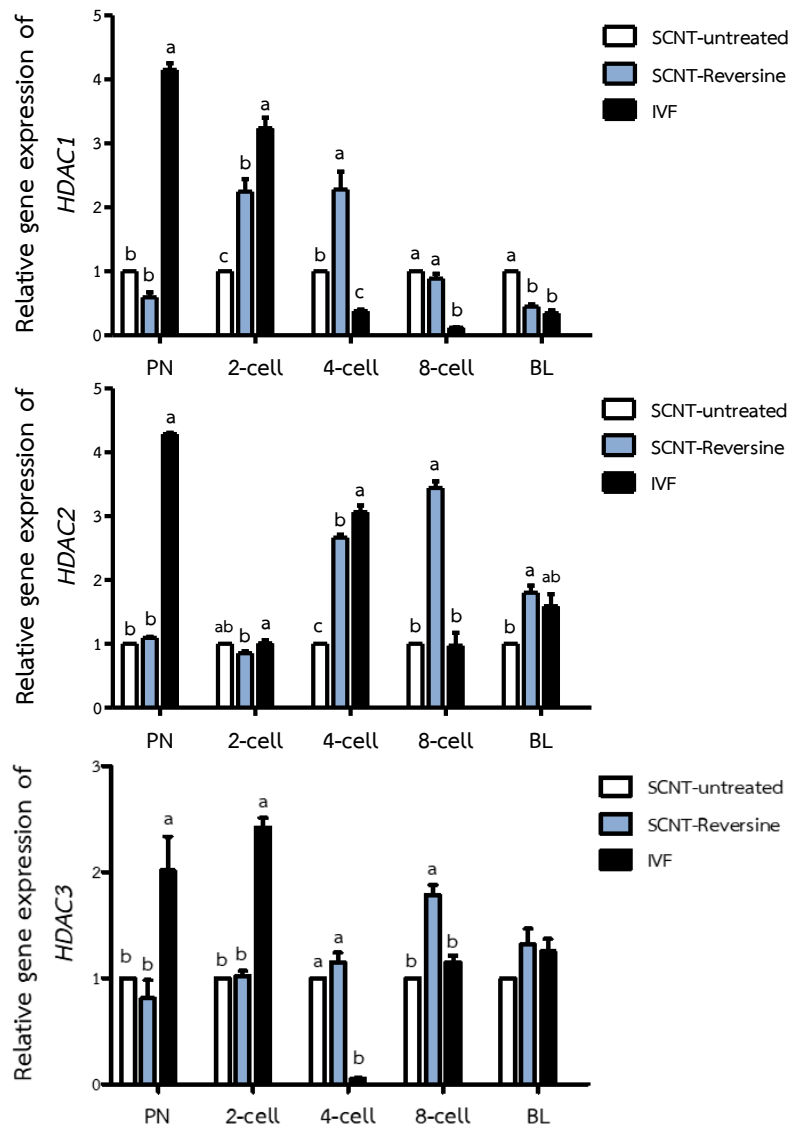 Relative gene expression of
HDAC1
5
4
3
2
1
0
a
b
b
a
b
c
a
b
c
a
a
b
a
b
b
PN
2-cell
4-cell
8-cell
BL
SCNT-untreated
SCNT-Reversine
IVF
Relative gene expression of
HDAC2
5
4
3
2
1
0
b
b
a
ab
b
a
c
b
a
b
a
b
b
a
ab
PN
2-cell
4-cell
8-cell
BL
SCNT-untreated
SCNT-Reversine
IVF
Relative gene expression of
HDAC3
3
2
1
0
b
b
a
b
b
a
a
a
b
b
a
b
PN
2-cell
4-cell
8-cell
BL
SCNT-untreated
SCNT-Reversine
IVF